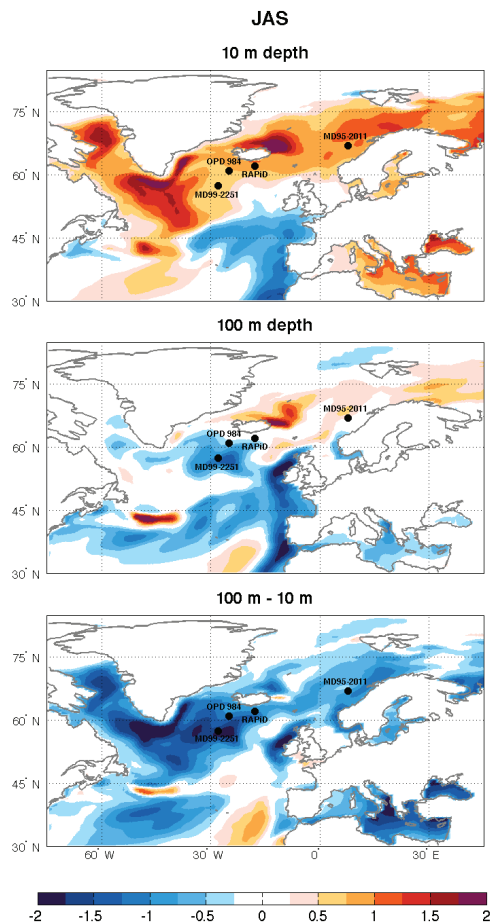 JAS
10 m depth
75° N
MD95-2011
OPD 984
60° N
RAPiD
MD99-2251
45° N
30° N
100 m depth
75° N
MD95-2011
OPD 984
60° N
RAPiD
MD99-2251
45° N
30° N
100 m - 10 m
75° N
MD95-2011
OPD 984
60° N
RAPiD
MD99-2251
45° N
30° N
60° W 30° W 0° 30° E
-2 -1.5 -1 -0.5 0 0.5 1 1.5 2